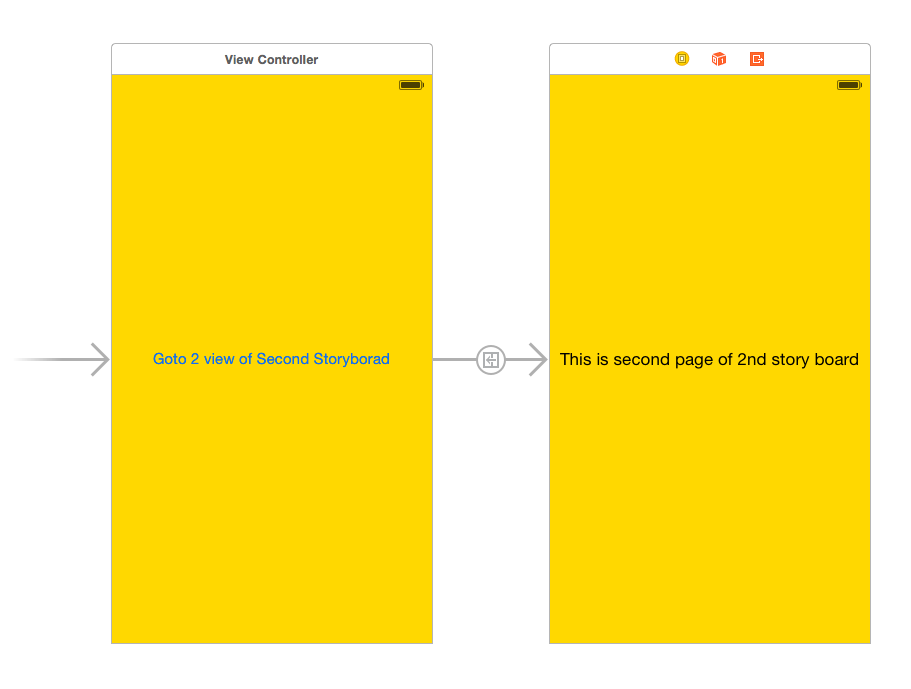 View Controller
Goto 2 view of Second Storyborad
This is second page of 2nd story board